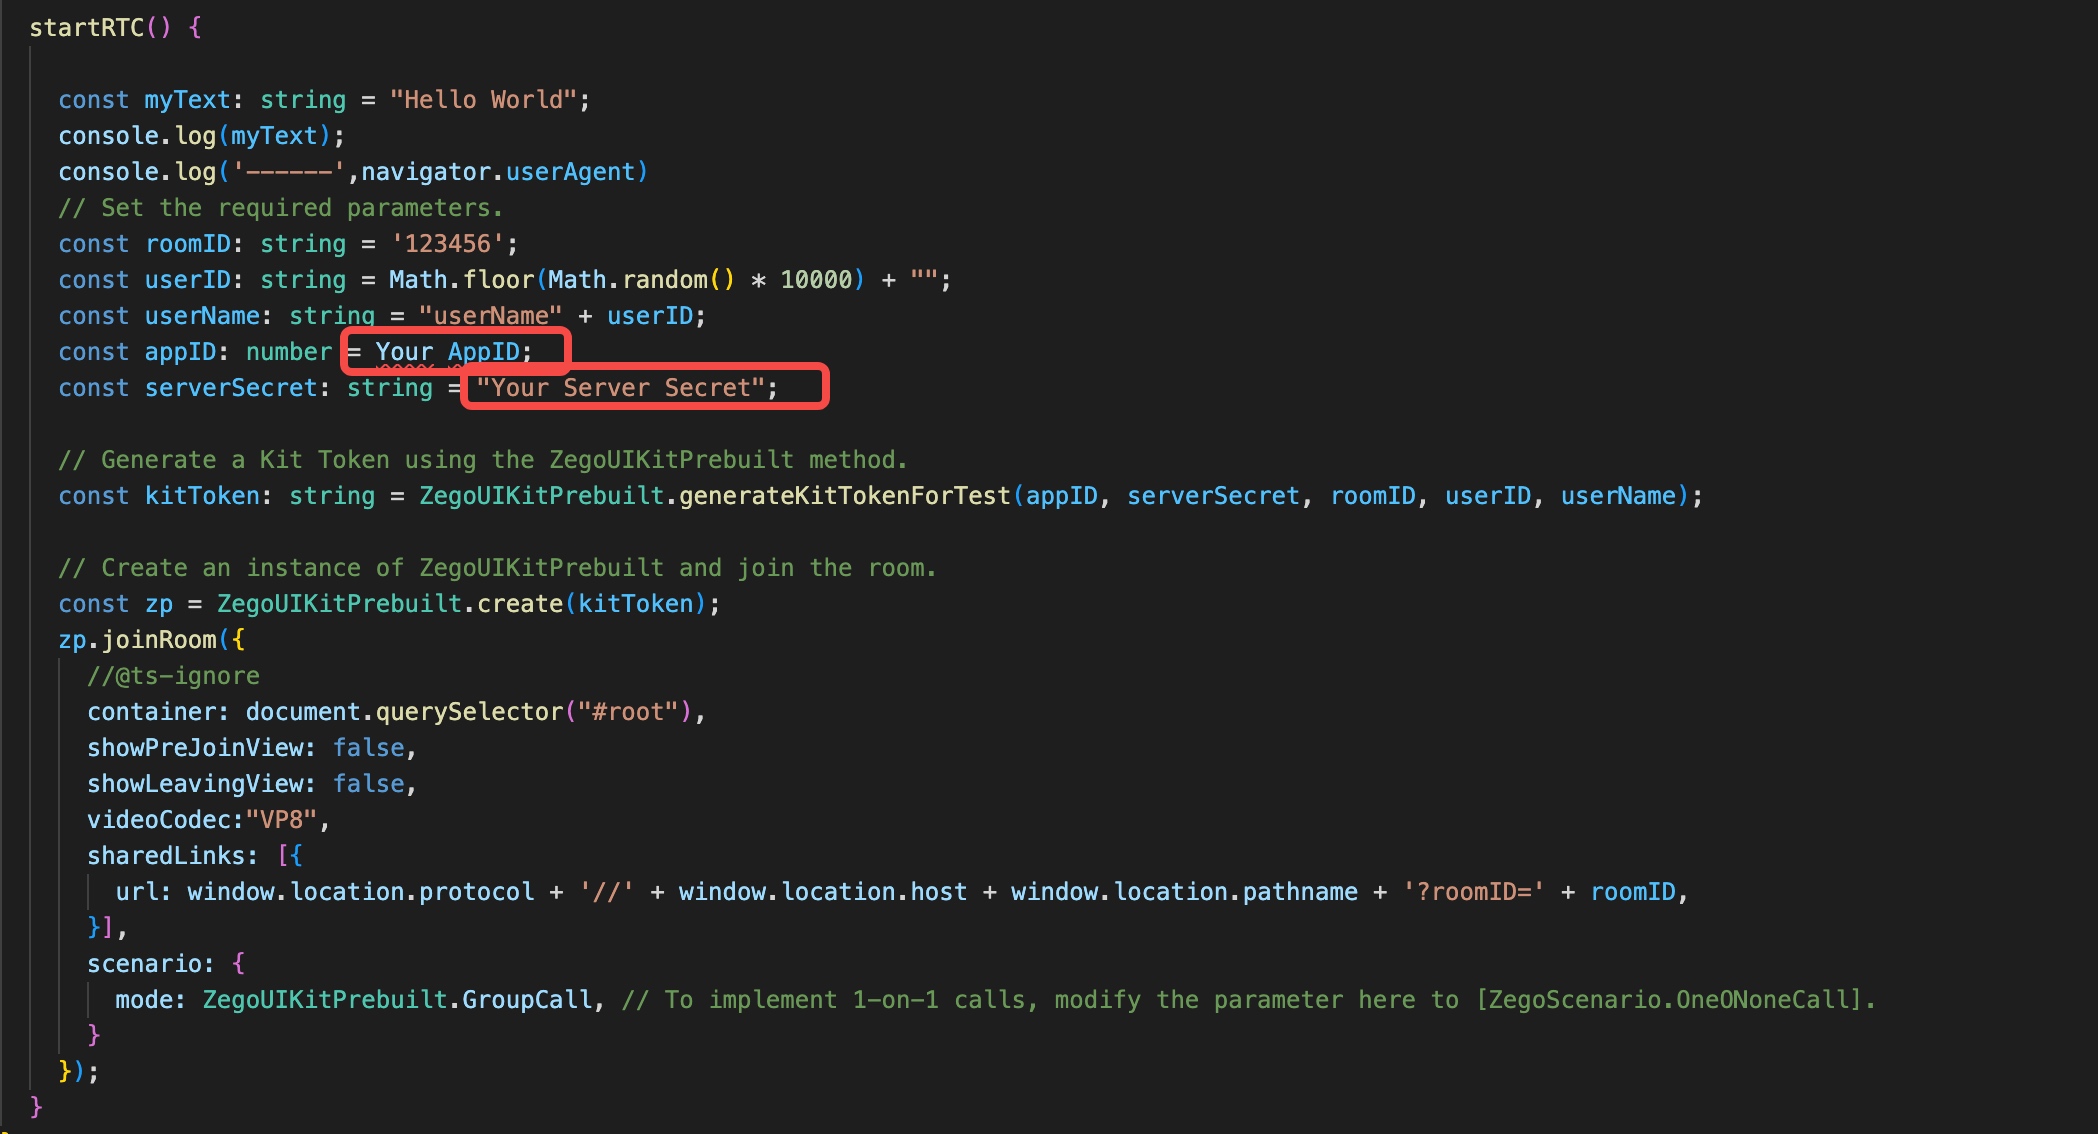 startRTC() {
const myText: string = "Hello World";
console.log(myText);
console.log('------',navigator.userAgent)
// Set the required parameters.
const roomID: string = '123456';
const userID: string = Math.floor(Math.random() * 10000) + "";
const userName: string = "userName" + userID;
const appID: number = Your AppID;
const serverSecret: string = "Your Server Secret";
// Generate a Kit Token using the ZegoUIKitPrebuilt method.
const kitToken: string = ZegoUIKitPrebuilt.generateKitTokenForTest(appID, serverSecret, roomID, userID, userName);
// Create an instance of ZegoUIKitPrebuilt and join the room.
const zp = ZegoUIKitPrebuilt.create(kitToken);
zp.joinRoom({
//@ts-ignore
container: document.querySelector("#root"),
showPreJoinView: false,
showLeavingView: false,
videoCodec:"VP8",
sharedLinks: [{
url: window.location.protocol + '//' + window.location.host + window.location.pathname + '?roomID=' + roomID,
}],
scenario: {
mode: ZegoUIKitPrebuilt.GroupCall, // To implement 1-on-1 calls, modify the parameter here to [ZegoScenario.OneONoneCall].
}
});
}